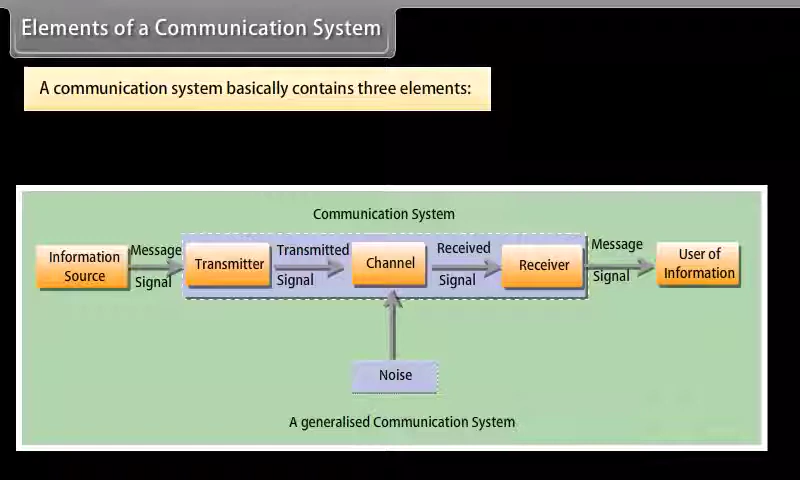 Elements of a Communication System
A communication system basically contains three elements:
Communication System
Information
Source
Message
Signal
Transmitter
Transmitted
Signal
Channel
Received
Signal
Receiver
Message
Signal
User of
Information
Noise
A generalised Communication System